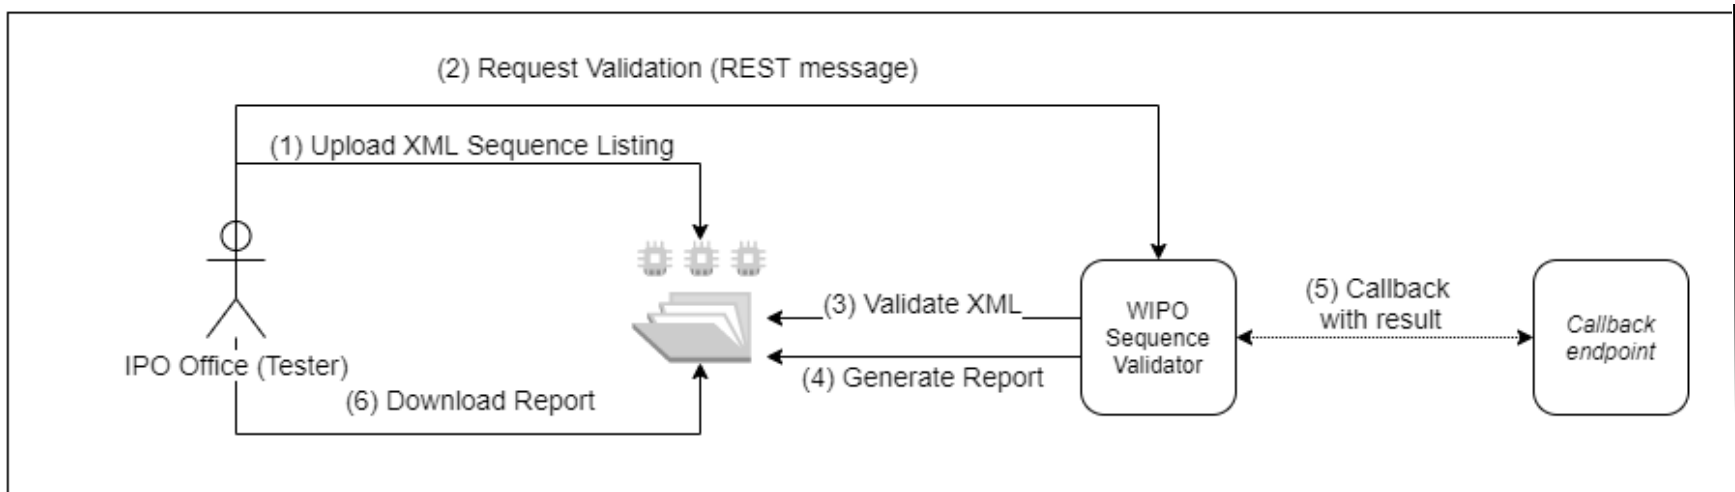 (2) Request Validation (REST message)
(1) Upload XML Sequence Listing
(3) Validate XML
(5) Callback
with result
WIPO
Sequence
Validator
Callback
endpoint
IPO Office (Tester)
(4) Generate Report
(6) Download Report